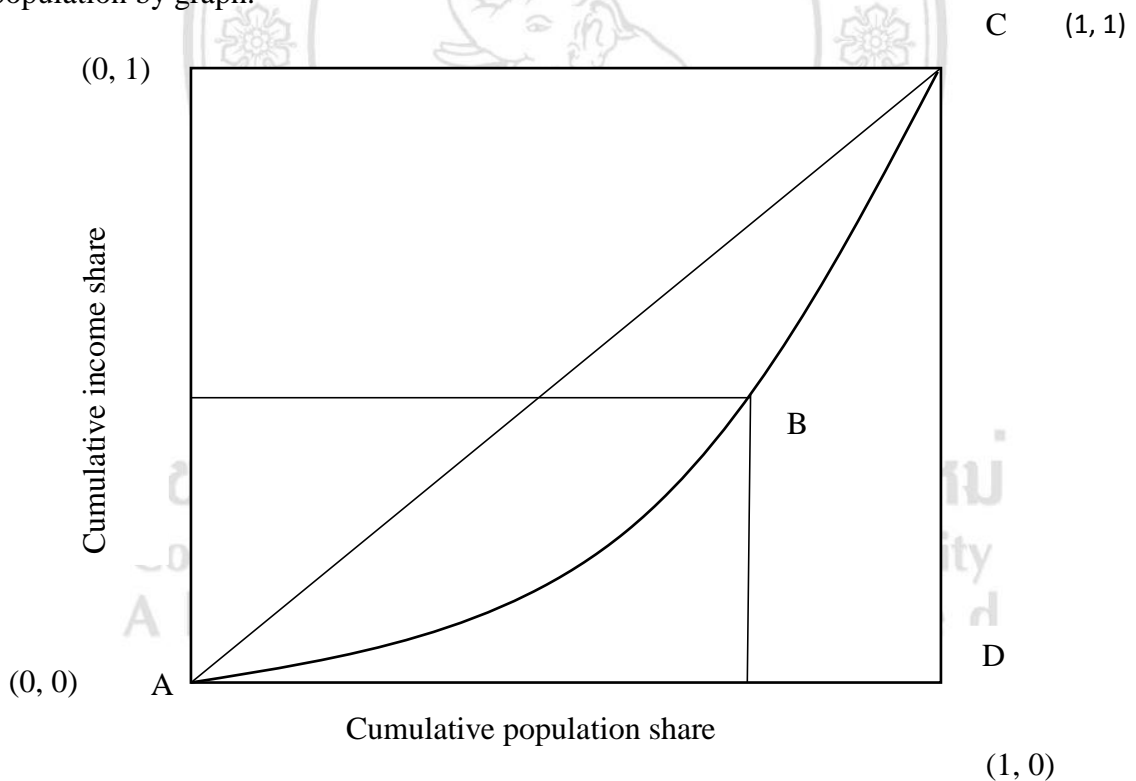 population by graph.
C (1, 1)
(0, 1)
Cumulative income share
B
D
(0, 0) A
Cumulative population share
(1, 0)